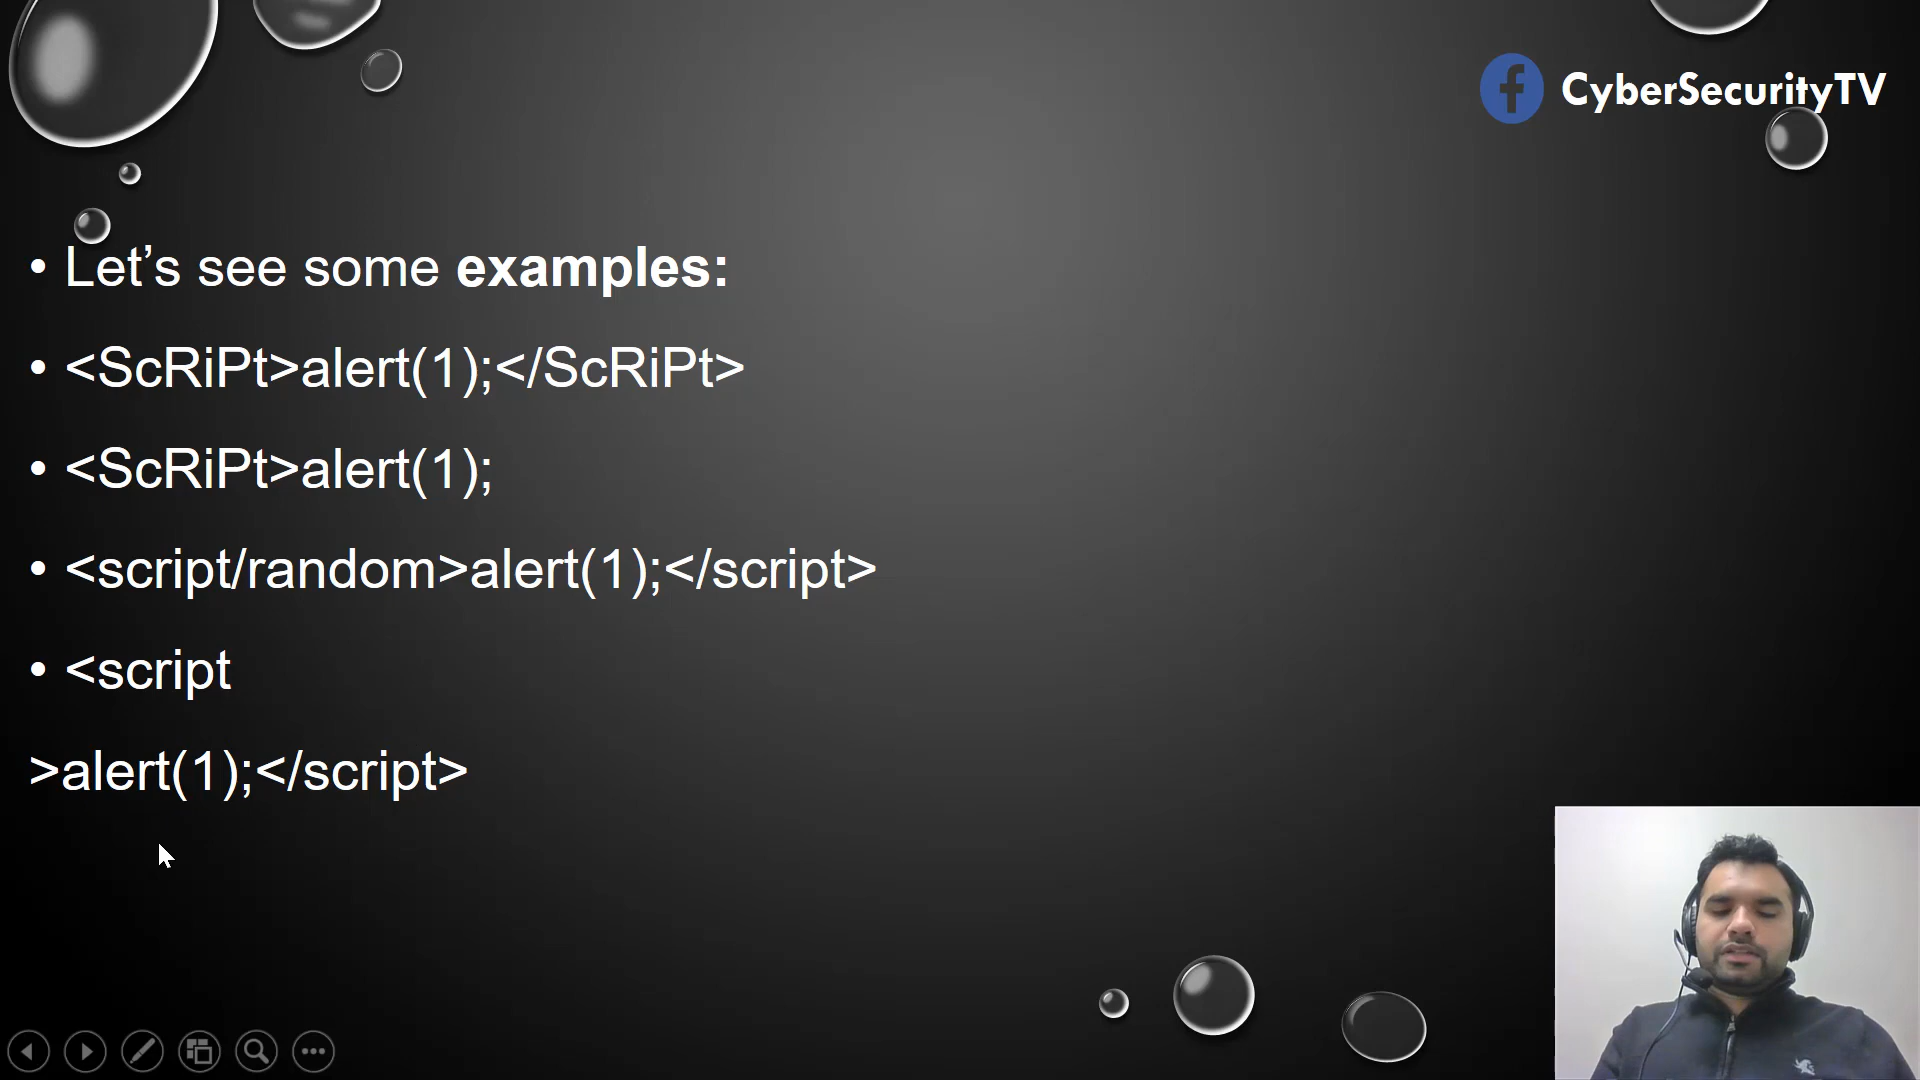 CyberSecurityTV
• Let’s see some examples:
• <ScRiPt>alert(1);</ScRiPt>
• <ScRiPt>alert(1);
• <script/random>alert(1);</script>
• <script
>alert(1);</script>